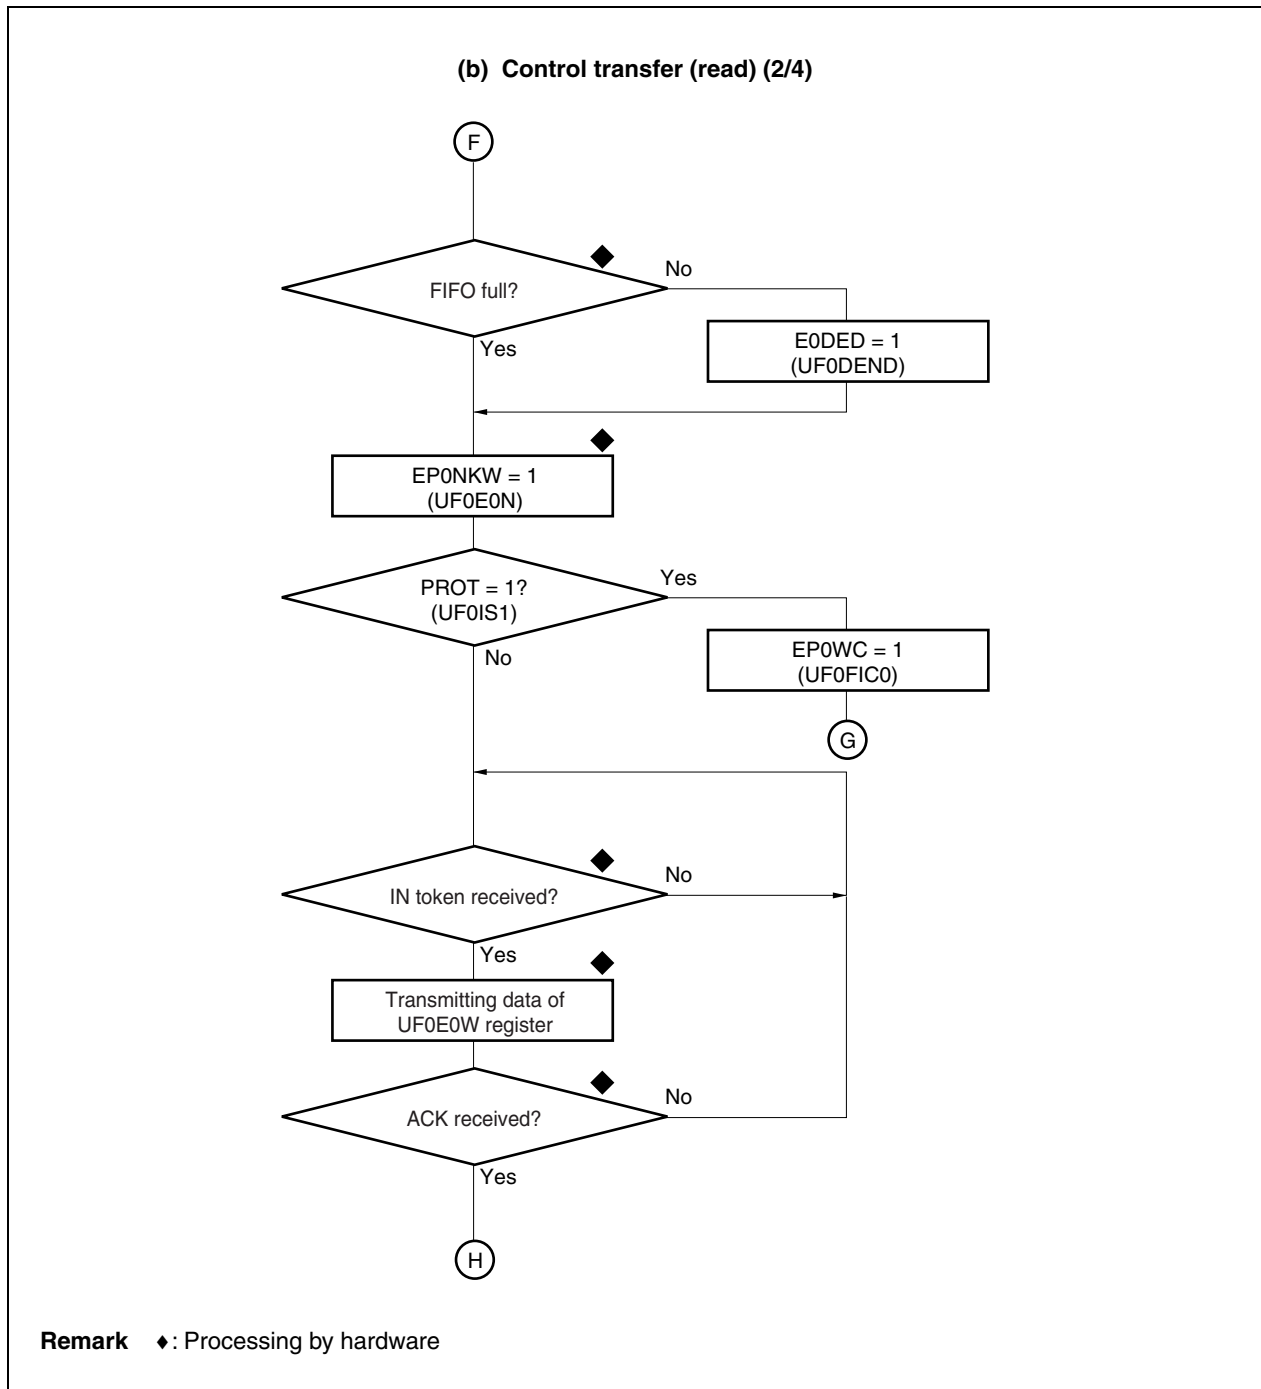 (b) Control transfer (read) (2/4)
F
FIFO full?
No
E0DED = 1
(UF0DEND)
Yes
EP0NKW = 1
(UF0E0N)
PROT = 1?
(UF0IS1)
Yes
EP0WC = 1
(UF0FIC0)
No
G
IN token received?
No
Yes
Transmitting data of
UF0E0W register
ACK received?
No
Yes
H
Remark ♦: Processing by hardware